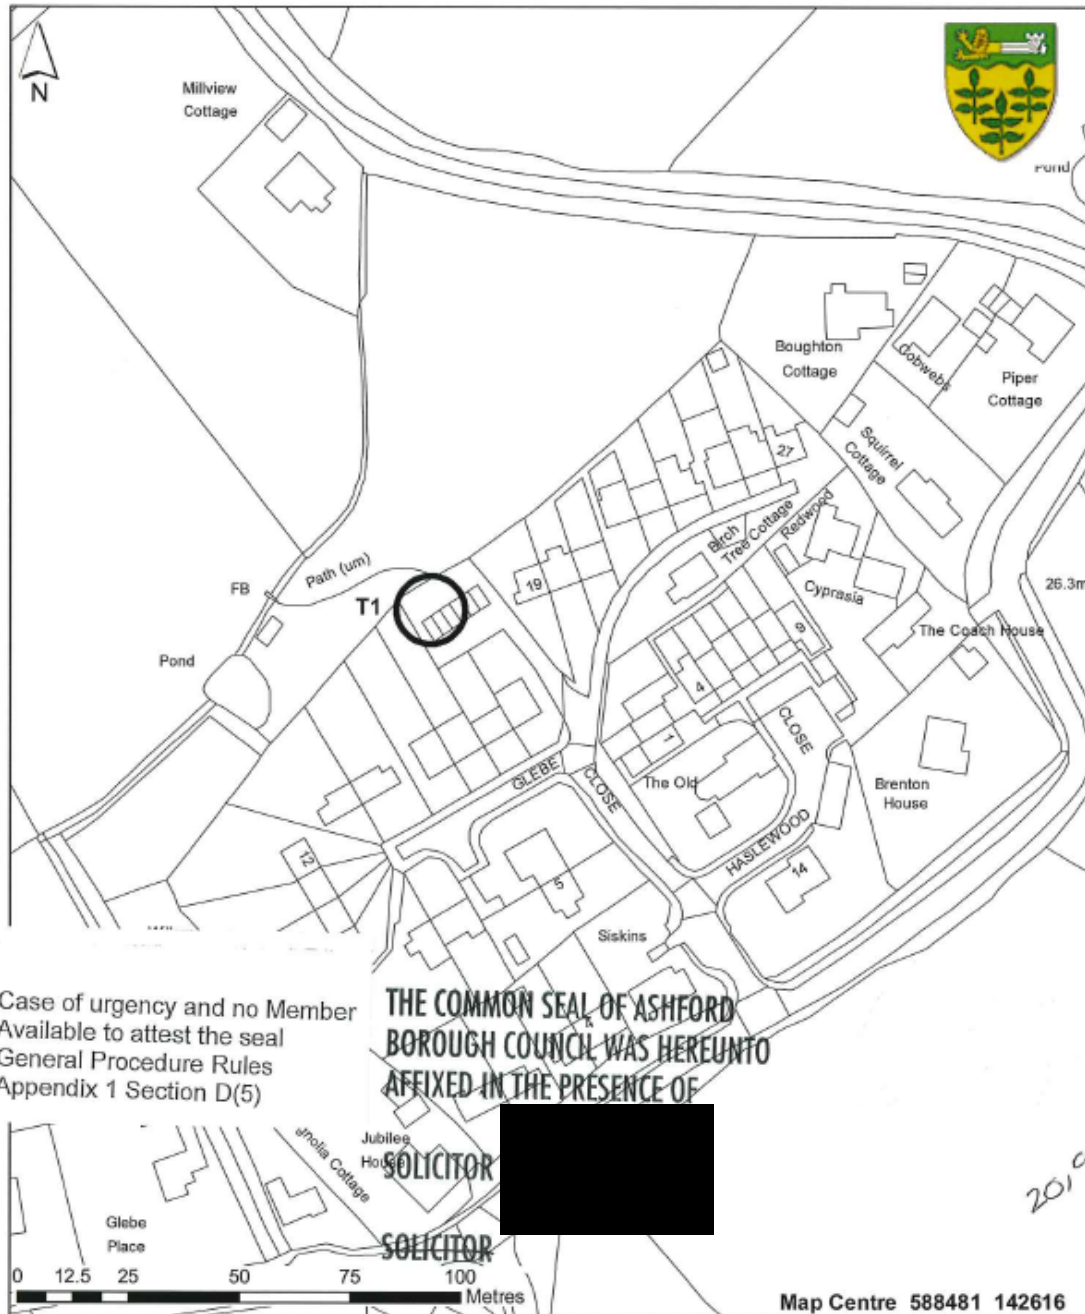 N
Millview
Cottage
Pond
Boughton
Cottage
Cobwebs
Piper
Cottage
Squirrel
Cottage
27
Birch
Tree Cottage
Redwood
Path (um)
FB
T1
19
Cyprasia
26.3m
The Coach House
Pond
9
4
1
CLOSE
GLEBE
CLOSE
The Old
Brenton
House
HASLEWOOD
12
5
14
Siskins
4
Case of urgency and no Member
Available to attest the seal
General Procedure Rules
Appendix 1 Section D(5)
THE COMMON SEAL OF ASHFORD
BOROUGH COUNCIL WAS HEREUNTO
AFFIXED IN THE PRESENCE OF
Jubilee
House
SOLICITOR
gnolia Cottage
Glebe
Place
SOLICITOR
0 12.5 25 50 75 100
Metres
Map Centre 588481 142616